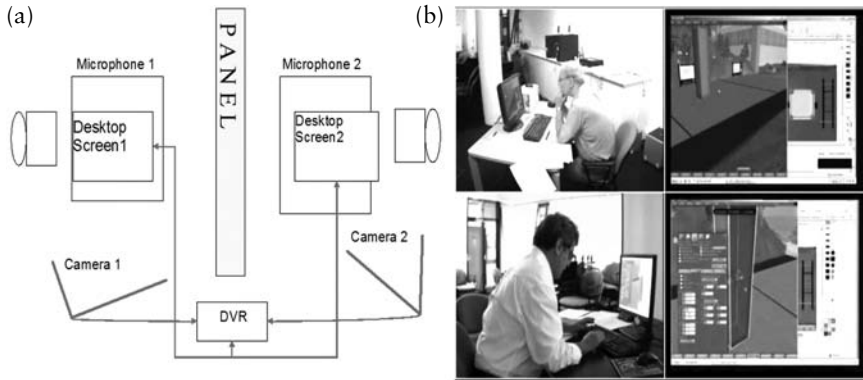 (a)
(b)
PANEL
Microphone 1
Microphone 2
Desktop
Screen1
Desktop
Screen2
Camera 1
Camera 2
DVR